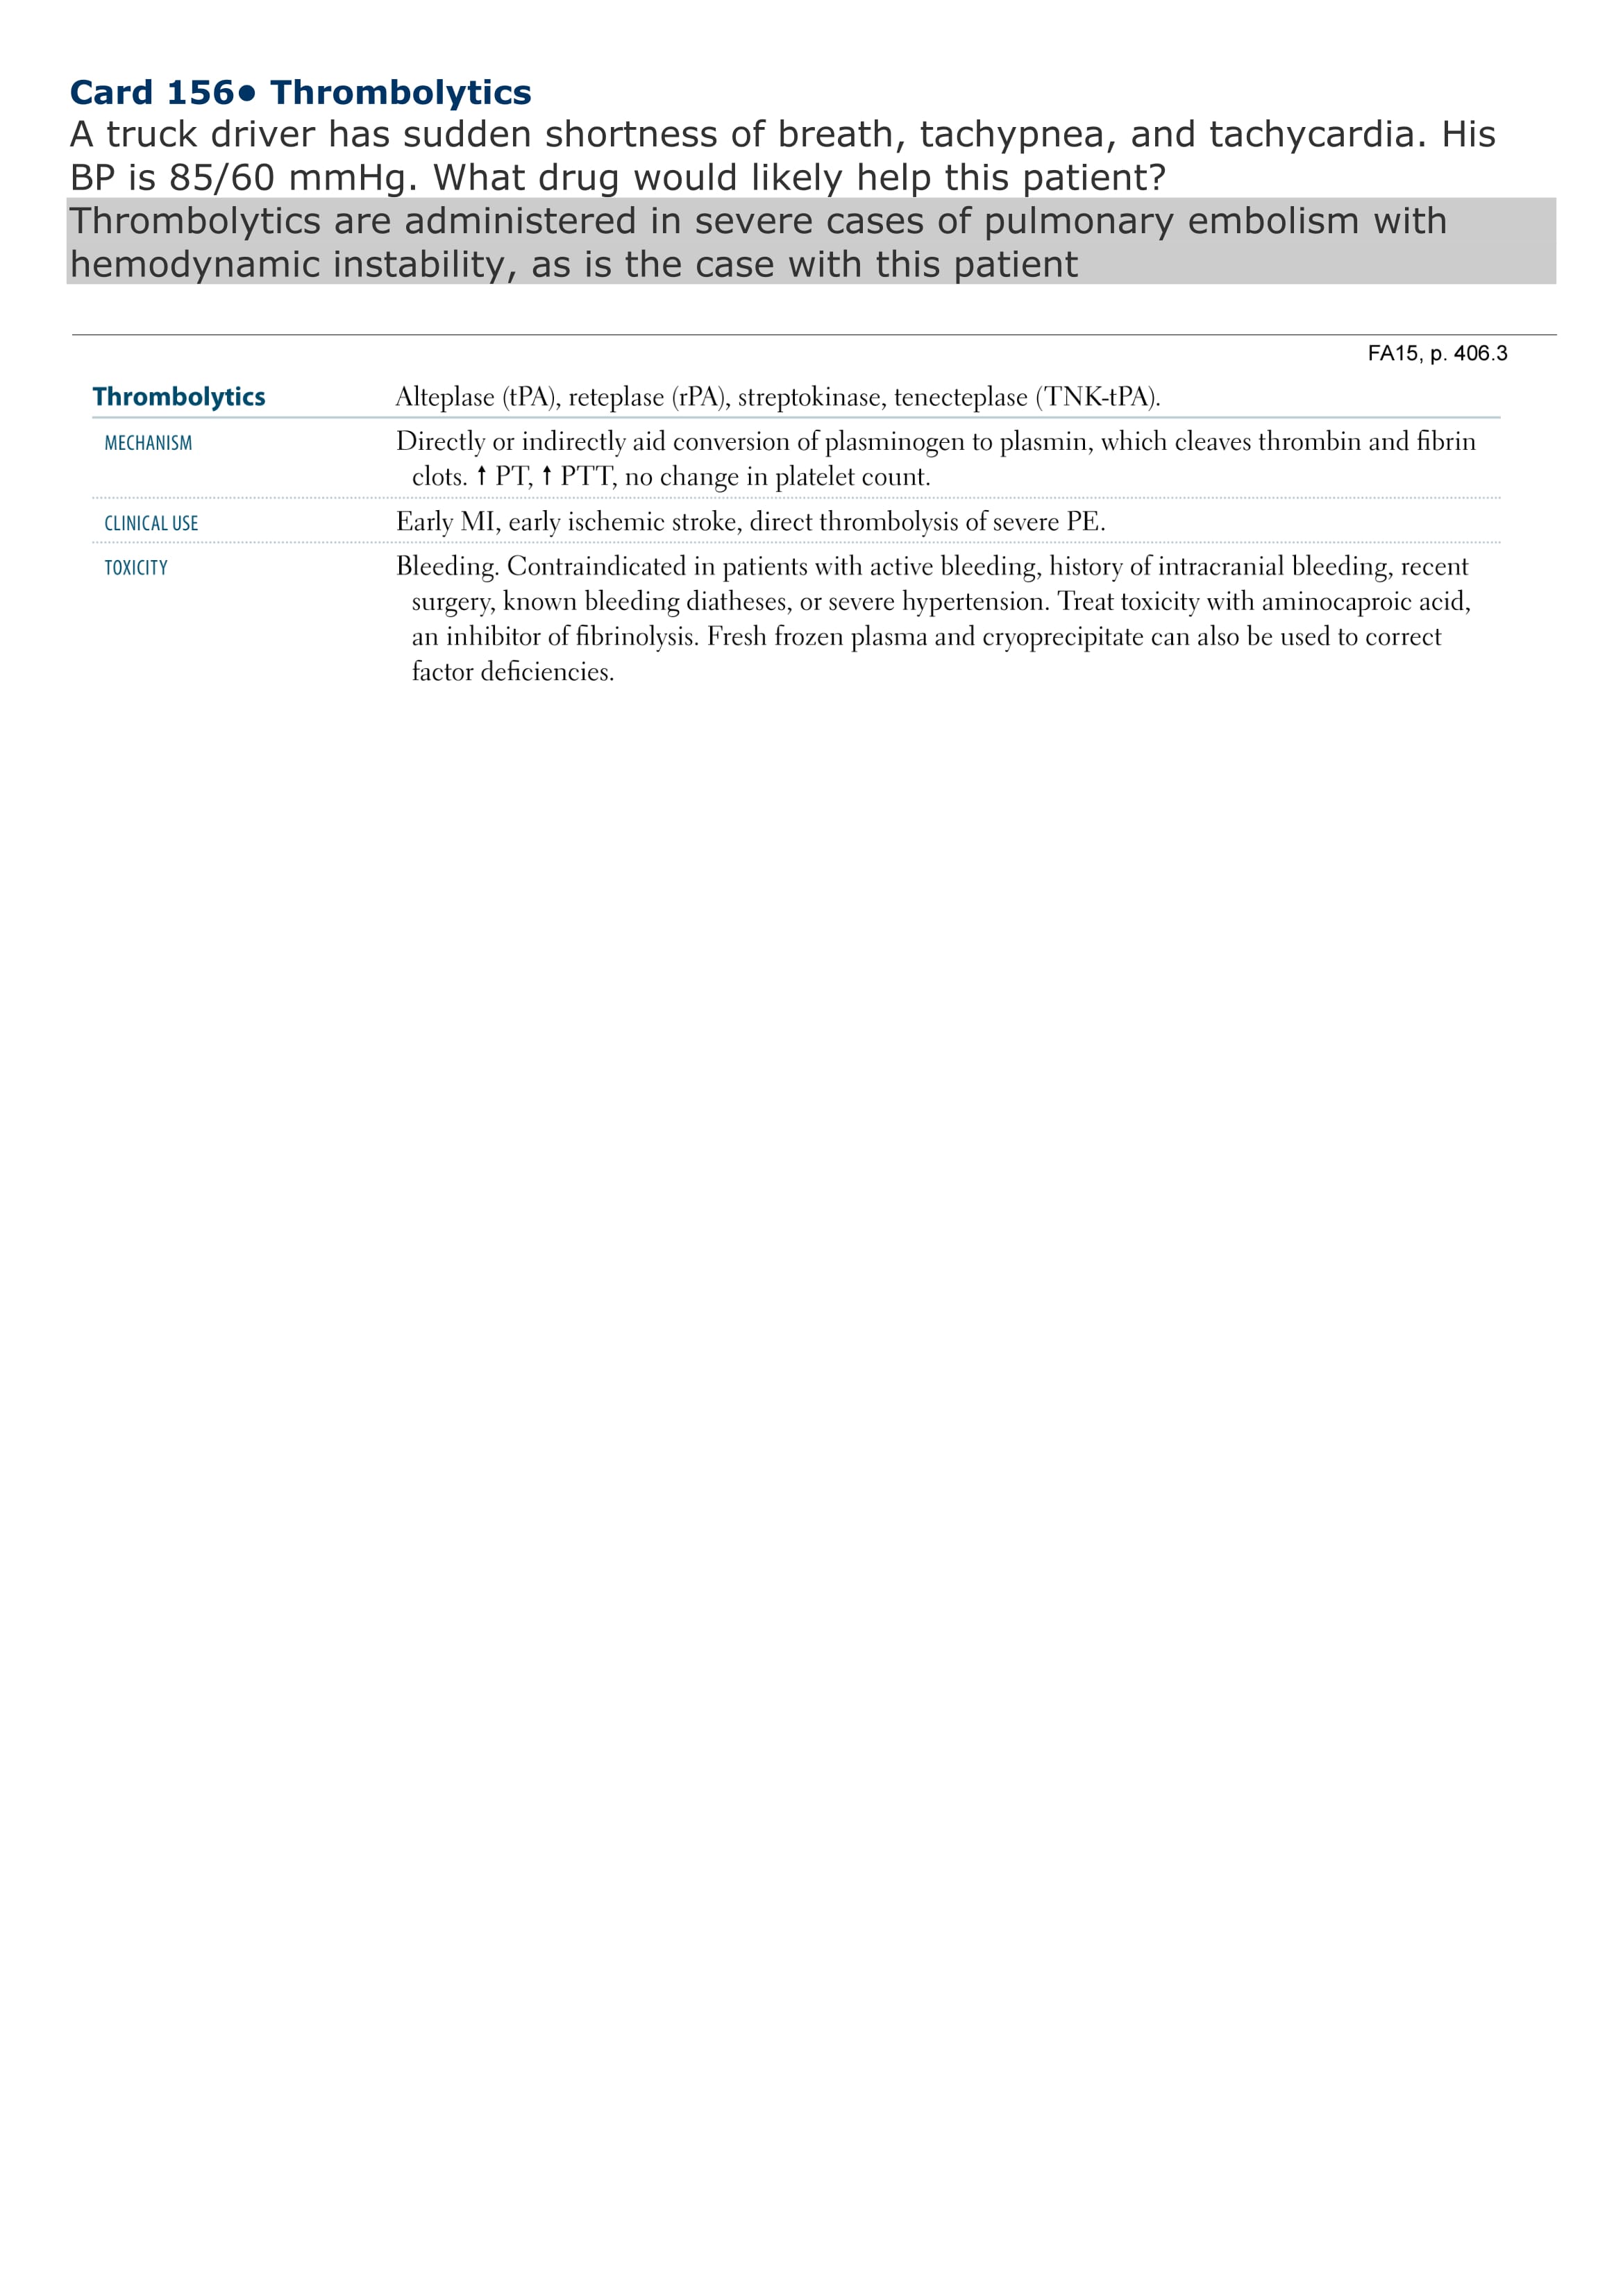 Card 156● Thrombolytics
A truck driver has sudden shortness of breath, tachypnea, and tachycardia. His
BP is 85/60 mmHg. What drug would likely help this patient?
Thrombolytics are administered in severe cases of pulmonary embolism with
hemodynamic instability, as is the case with this patient
FA15, p. 406.3
Thrombolytics Alteplase (tPA), reteplase (rPA), streptokinase, tenecteplase (TNK-tPA).
MECHANISM Directly or indirectly aid conversion of plasminogen to plasmin, which cleaves thrombin and fibrin
clots. ↑ PT, ↑ PTT, no change in platelet count.
CLINICAL USE Early MI, early ischemic stroke, direct thrombolysis of severe PE.
TOXICITY Bleeding. Contraindicated in patients with active bleeding, history of intracranial bleeding, recent
surgery, known bleeding diatheses, or severe hypertension. Treat toxicity with aminocaproic acid,
an inhibitor of fibrinolysis. Fresh frozen plasma and cryoprecipitate can also be used to correct
factor deficiencies.